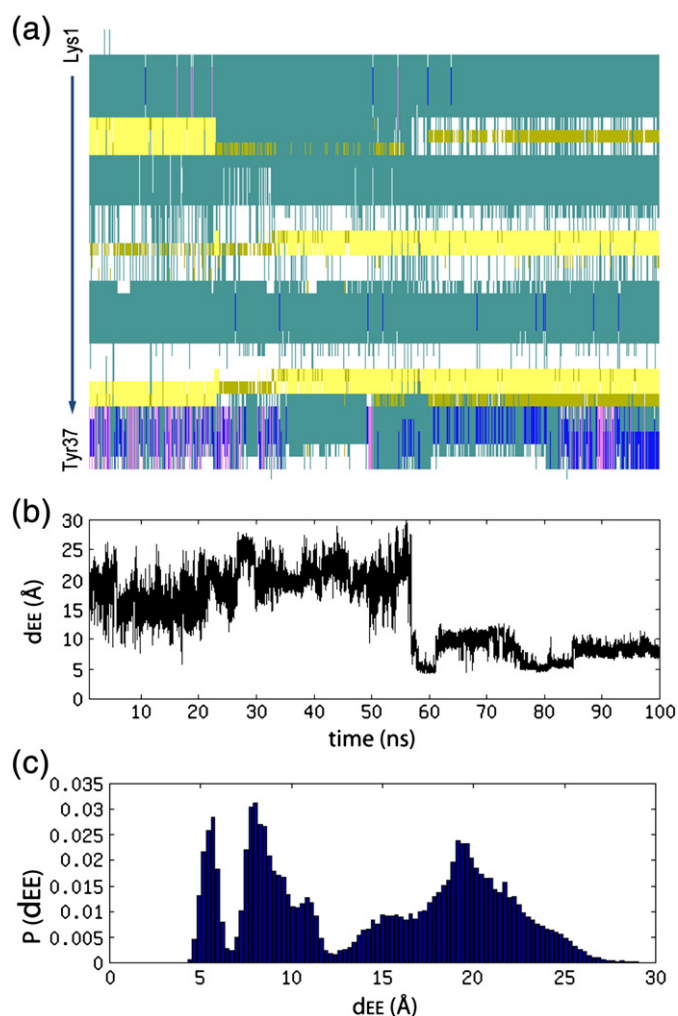 (a)
Lys1
Tyr37
(b)
30
25
20
15
10
5
0
dEE (Å)
10 20 30 40 50 60 70 80 90 100
time (ns)
(c)
0.035
0.03
0.025
0.02
0.015
0.01
0.005
0
P (dEE)
0 5 10 15 20 25 30
dEE (Å)